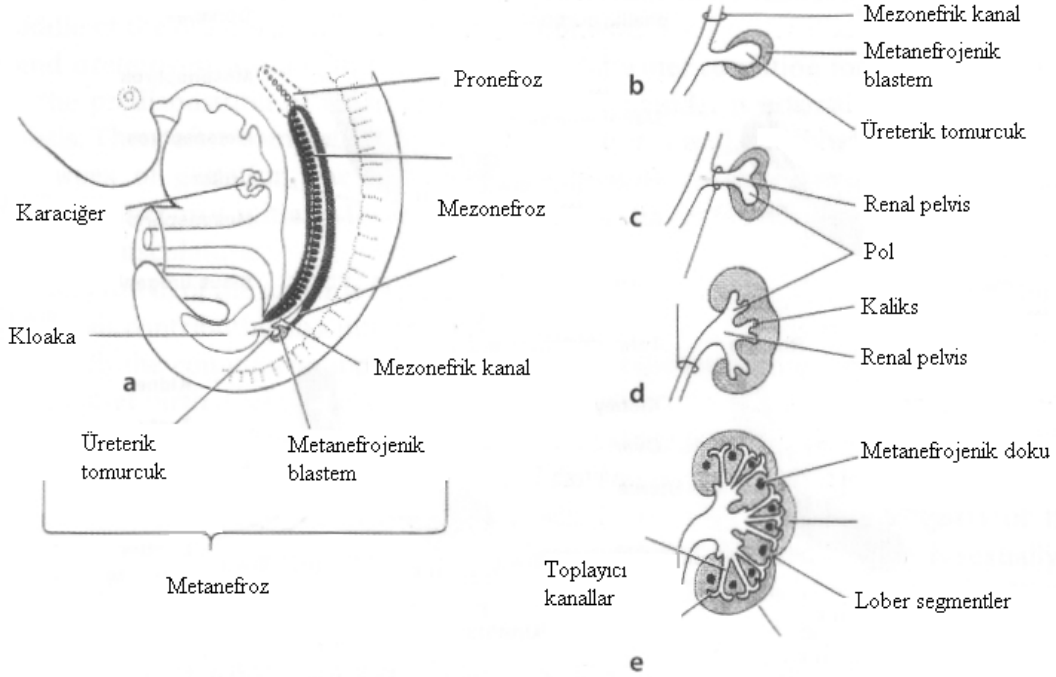 Pronefroz
Karaciğer
Mezonefroz
Kloaka
Mezonefrik kanal
a
Üreterik
tomurcuk
Metanefrojenik
blastem
Metanefroz
Mezonefrik kanal
Metanefrojenik
blastem
b
Üreterik tomurcuk
c
Renal pelvis
Pol
Kaliks
Renal pelvis
d
Metanefrojenik doku
Toplayıcı
kanallar
Lober segmentler
e